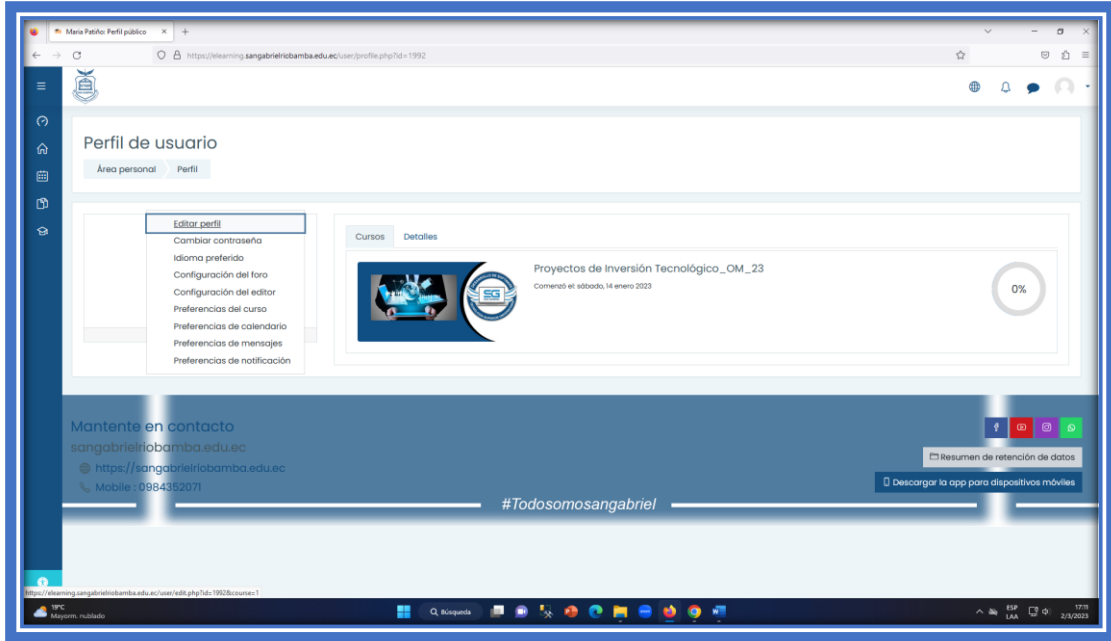 Maria Patiño: Perfil público
https://elearning.sangabrielriobamba.edu.ec/user/profile.php?id=1992
Perfil de usuario
Área personal
Perfil
Editar perfil
Cambiar contraseña
Idioma preferido
Configuración del foro
Configuración del editor
Preferencias del curso
Preferencias de calendario
Preferencias de mensajes
Preferencias de notificación
Cursos
Detalles
SG
Proyectos de Inversión Tecnológico_OM_23
Comenzó el: sábado, 14 enero 2023
0%
Mantente en contacto
sangabrielriobamba.edu.ec
https://sangabrielriobamba.edu.ec
Mobile : 0984352071
Resumen de retención de datos
Descargar la app para dispositivos móviles
#Todosomosangabriel
https://elearning.sangabrielriobamba.edu.ec/user/edit.php?id=1992&course=1
19°C
Mayorm. nublado
Búsqueda
ESP
LAA
17:11
2/3/2023